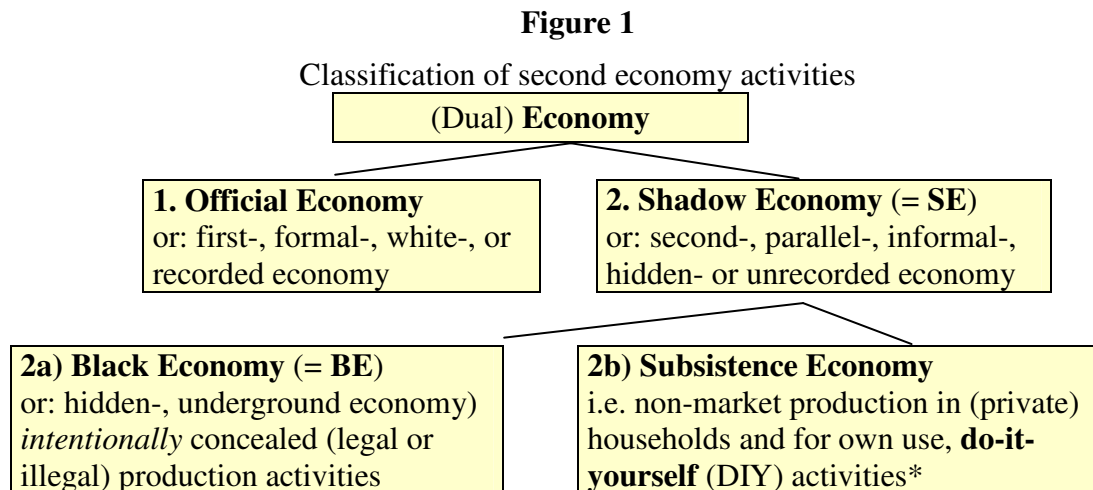 Figure 1
Classification of second economy activities
(Dual) Economy
1. Official Economy
or: first-, formal-, white-, or
recorded economy
2. Shadow Economy (= SE)
or: second-, parallel-, informal-,
hidden- or unrecorded economy
2a) Black Economy (= BE)
or: hidden-, underground economy)
intentionally concealed (legal or
illegal) production activities
2b) Subsistence Economy
i.e. non-market production in (private)
households and for own use, do-it-
yourself (DIY) activities*